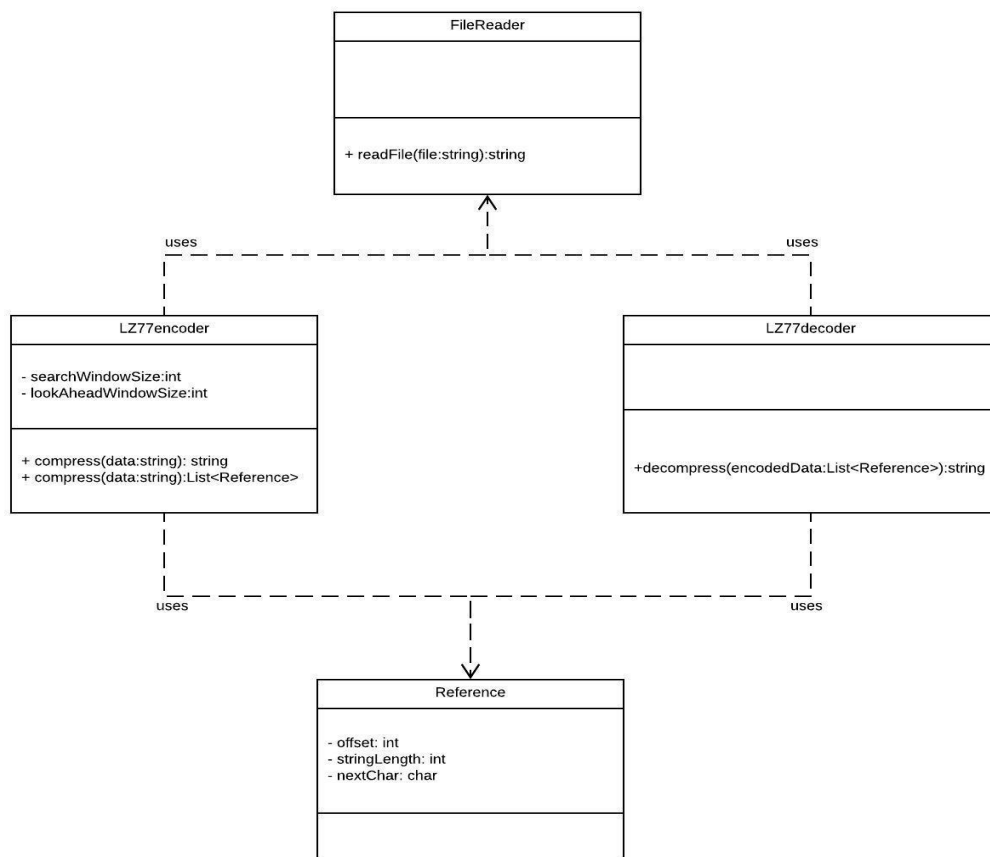 FileReader
+ readFile(file:string):string
uses
uses
LZ77encoder
- searchWindowSize:int
- lookAheadWindowSize:int
+ compress(data:string): string
+ compress(data:string):List<Reference>
LZ77decoder
+decompress(encodedData:List<Reference>):string
uses
uses
Reference
- offset: int
- stringLength: int
- nextChar: char